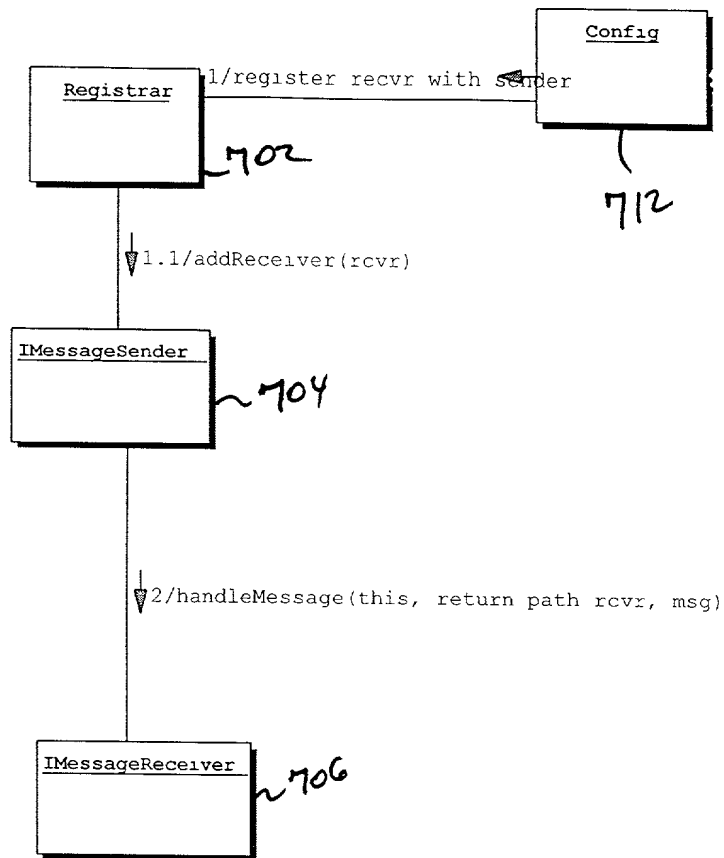 Config
1/register recvr with sender
Registrar
702
712
1.1/addReceiver(rcvr)
IMessageSender
704
2/handleMessage(this, return path rcvr, msg)
IMessageReceiver
706